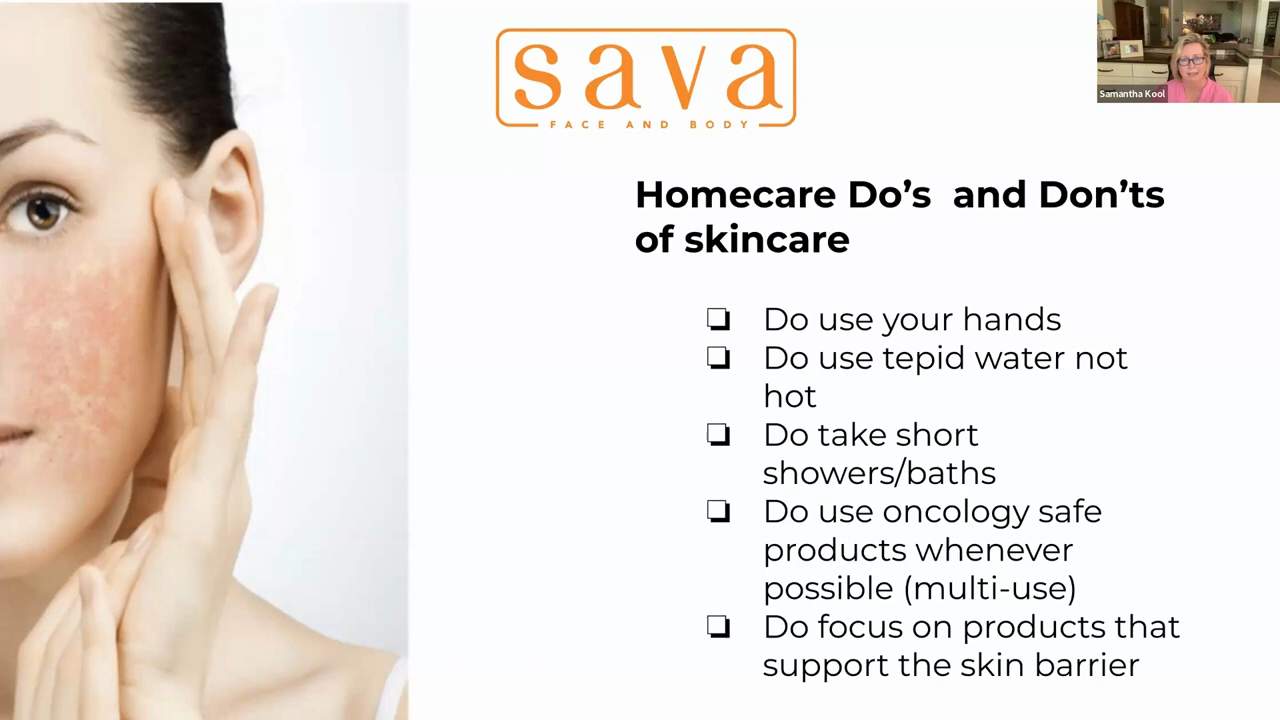 sava
FACE AND BODY
Samantha Kool
Homecare Do’s and Don’ts
of skincare
Do use your hands
Do use tepid water not
hot
Do take short
showers/baths
Do use oncology safe
products whenever
possible (multi-use)
Do focus on products that
support the skin barrier